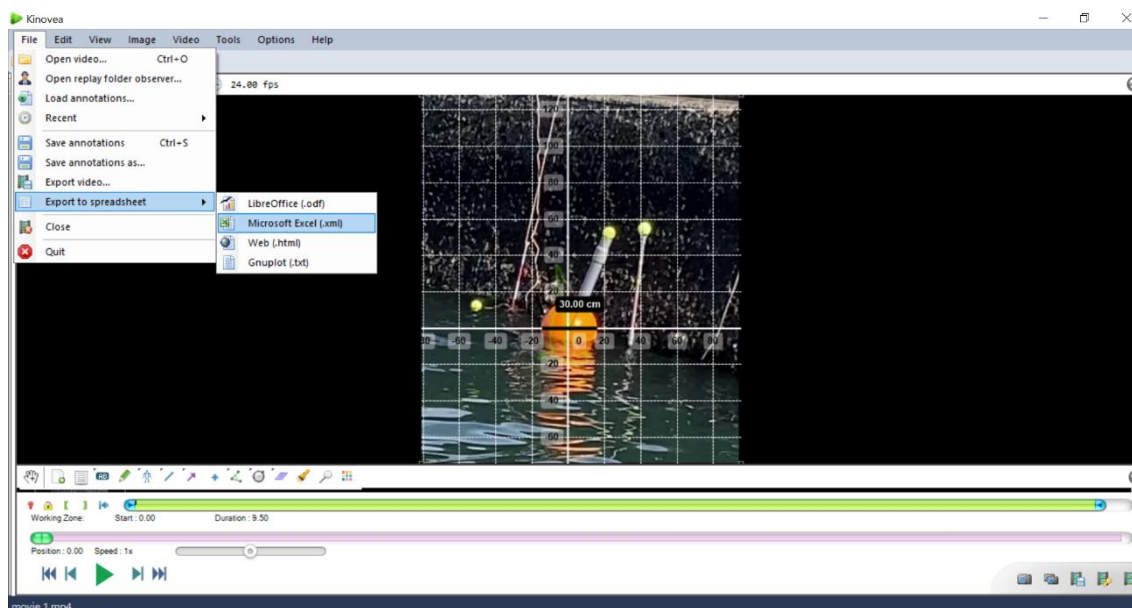 Kinovea
File Edit View Image Video Tools Options Help
Open video... Ctrl+O
Open replay folder observer...
24.00 fps
Load annotations...
Recent
Save annotations Ctrl+S
Save annotations as...
Export video...
Export to spreadsheet
LibreOffice (.odf)
Close
Microsoft Excel (.xml)
Web (.html)
Quit
Gnuplot (.txt)
120
100
80
60
40
20
30.00 cm
-60 -40 -20 0 20 40 60 80
-20
40
60
Working Zone: Start : 0.00 Duration : 9.50
Position : 0.00 Speed : 1x
movie 1.mp4